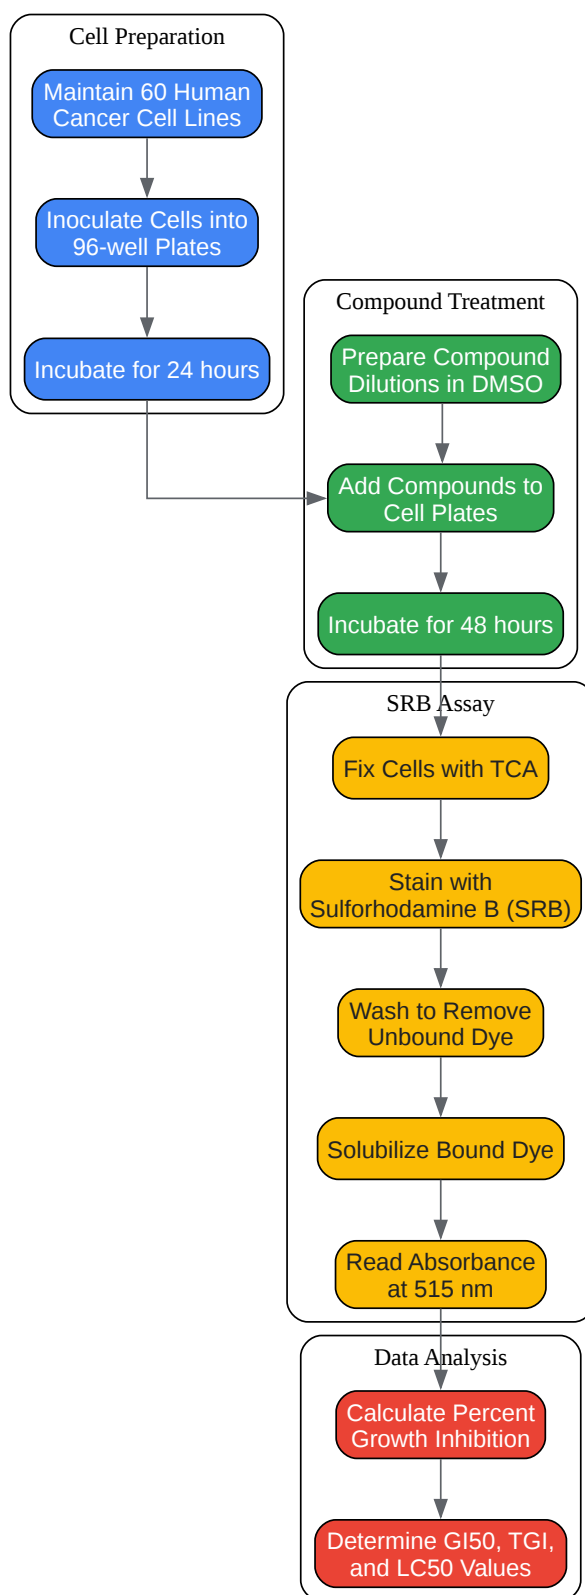 Cell Preparation
Maintain 60 Human
Cancer Cell Lines
Inoculate Cells into
96-well Plates
Incubate for 24 hours
Compound Treatment
Prepare Compound
Dilutions in DMSO
Add Compounds to
Cell Plates
Incubate for 48 hours
SRB Assay
Fix Cells with TCA
Stain with
Sulforhodamine B (SRB)
Wash to Remove
Unbound Dye
Solubilize Bound Dye
Read Absorbance
at 515 nm
Data Analysis
Calculate Percent
Growth Inhibition
Determine GI50, TGI,
and LC50 Values